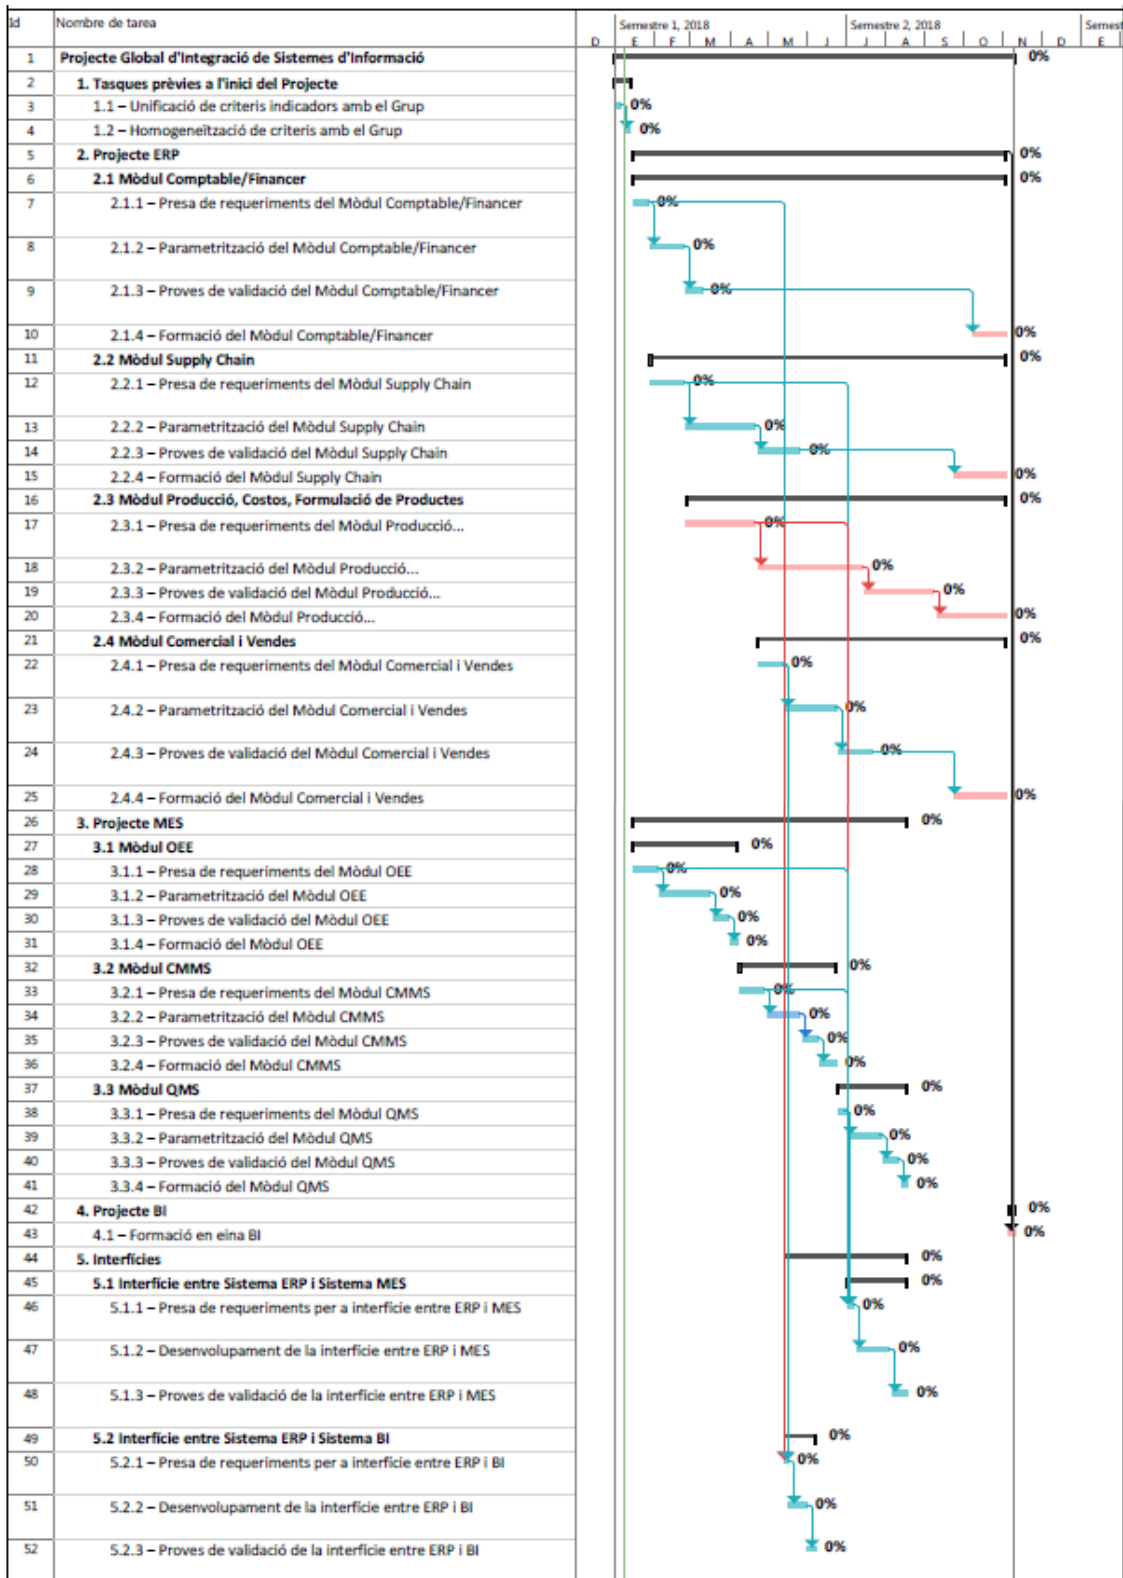 Id Nombre de tarea Semestre 1, 2018 Semestre 2, 2018 Semest
D E F M A M J J A S O N D E
1 Projecte Global d'Integració de Sistemes d'Informació 0%
2 1. Tasques prèvies a l'inici del Projecte
3 1.1 – Unificació de criteris indicadors amb el Grup 0%
4 1.2 – Homogeneïtzació de criteris amb el Grup 0%
5 2. Projecte ERP 0%
6 2.1 Mòdul Comptable/Financer 0%
7 2.1.1 – Presa de requeriments del Mòdul Comptable/Financer 0%
8 2.1.2 – Parametrització del Mòdul Comptable/Financer 0%
9 2.1.3 – Proves de validació del Mòdul Comptable/Financer 0%
10 2.1.4 – Formació del Mòdul Comptable/Financer 0%
11 2.2 Mòdul Supply Chain 0%
12 2.2.1 – Presa de requeriments del Mòdul Supply Chain 0%
13 2.2.2 – Parametrització del Mòdul Supply Chain 0%
14 2.2.3 – Proves de validació del Mòdul Supply Chain 0%
15 2.2.4 – Formació del Mòdul Supply Chain 0%
16 2.3 Mòdul Producció, Costos, Formulació de Productes 0%
17 2.3.1 – Presa de requeriments del Mòdul Producció... 0%
18 2.3.2 – Parametrització del Mòdul Producció... 0%
19 2.3.3 – Proves de validació del Mòdul Producció... 0%
20 2.3.4 – Formació del Mòdul Producció... 0%
21 2.4 Mòdul Comercial i Vendes 0%
22 2.4.1 – Presa de requeriments del Mòdul Comercial i Vendes 0%
23 2.4.2 – Parametrització del Mòdul Comercial i Vendes 0%
24 2.4.3 – Proves de validació del Mòdul Comercial i Vendes 0%
25 2.4.4 – Formació del Mòdul Comercial i Vendes 0%
26 3. Projecte MES 0%
27 3.1 Mòdul OEE 0%
28 3.1.1 – Presa de requeriments del Mòdul OEE 0%
29 3.1.2 – Parametrització del Mòdul OEE 0%
30 3.1.3 – Proves de validació del Mòdul OEE 0%
31 3.1.4 – Formació del Mòdul OEE 0%
32 3.2 Mòdul CMMS 0%
33 3.2.1 – Presa de requeriments del Mòdul CMMS 0%
34 3.2.2 – Parametrització del Mòdul CMMS 0%
35 3.2.3 – Proves de validació del Mòdul CMMS 0%
36 3.2.4 – Formació del Mòdul CMMS 0%
37 3.3 Mòdul QMS 0%
38 3.3.1 – Presa de requeriments del Mòdul QMS 0%
39 3.3.2 – Parametrització del Mòdul QMS 0%
40 3.3.3 – Proves de validació del Mòdul QMS 0%
41 3.3.4 – Formació del Mòdul QMS 0%
42 4. Projecte BI 0%
43 4.1 – Formació en eina BI 0%
44 5. Interfícies 0%
45 5.1 Interfície entre Sistema ERP i Sistema MES 0%
46 5.1.1 – Presa de requeriments per a interfície entre ERP i MES 0%
47 5.1.2 – Desenvolupament de la interfície entre ERP i MES 0%
48 5.1.3 – Proves de validació de la interfície entre ERP i MES 0%
49 5.2 Interfície entre Sistema ERP i Sistema BI 0%
50 5.2.1 – Presa de requeriments per a interfície entre ERP i BI 0%
51 5.2.2 – Desenvolupament de la interfície entre ERP i BI 0%
52 5.2.3 – Proves de validació de la interfície entre ERP i BI 0%